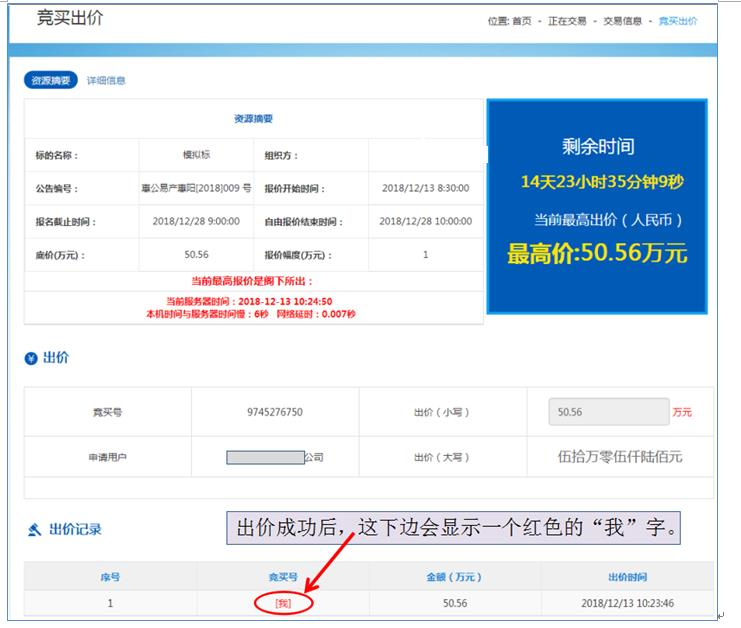 竞买出价
位置: 首页 - 正在交易 - 交易信息 - 竞买出价
资源摘要 详细信息
资源摘要
标的名称： 模拟标 组织方：
公告编号： 惠公易产惠阳[2018]009 号 报价开始时间： 2018/12/13 8:30:00
报名截止时间： 2018/12/28 9:00:00 自由报价结束时间： 2018/12/28 10:00:00
底价(万元)： 50.56 报价幅度(万元)： 1
当前最高报价是阁下所出：
当前服务器时间：2018-12-13 10:24:50
本机时间与服务器时间慢：6秒 网络延时：0.007秒
剩余时间
14天23小时35分钟9秒
当前最高出价（人民币）
最高价:50.56万元
¥ 出价
竞买号 9745276750 出价（小写） 50.56 万元
申请用户 公司 出价（大写） 伍拾万零伍仟陆佰元
出价记录
出价成功后，这下边会显示一个红色的“我”字。
序号 竞买号 金额（万元） 出价时间
1 [我] 50.56 2018/12/13 10:23:46